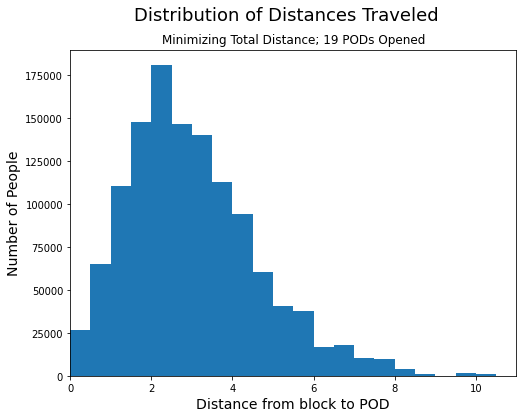 Distribution of Distances Traveled
Minimizing Total Distance; 19 PODs Opened
Number of People
175000
150000
125000
100000
75000
50000
25000
0
0 2 4 6 8 10
Distance from block to POD